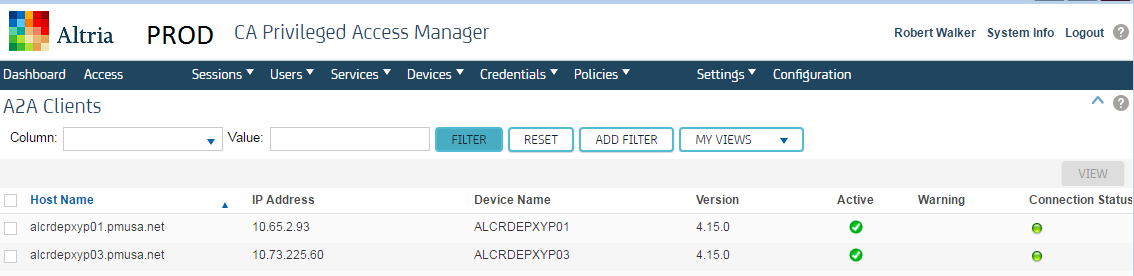 Altria PROD CA Privileged Access Manager Robert Walker System Info Logout ?
Dashboard Access Sessions Users Services Devices Credentials Policies Settings Configuration
A2A Clients ?
Column: Value: FILTER RESET ADD FILTER MY VIEWS
VIEW
Host Name IP Address Device Name Version Active Warning Connection Status
alcrdepxyp01.pmusa.net 10.65.2.93 ALCRDEPXYP01 4.15.0
alcrdepxyp03.pmusa.net 10.73.225.60 ALCRDEPXYP03 4.15.0